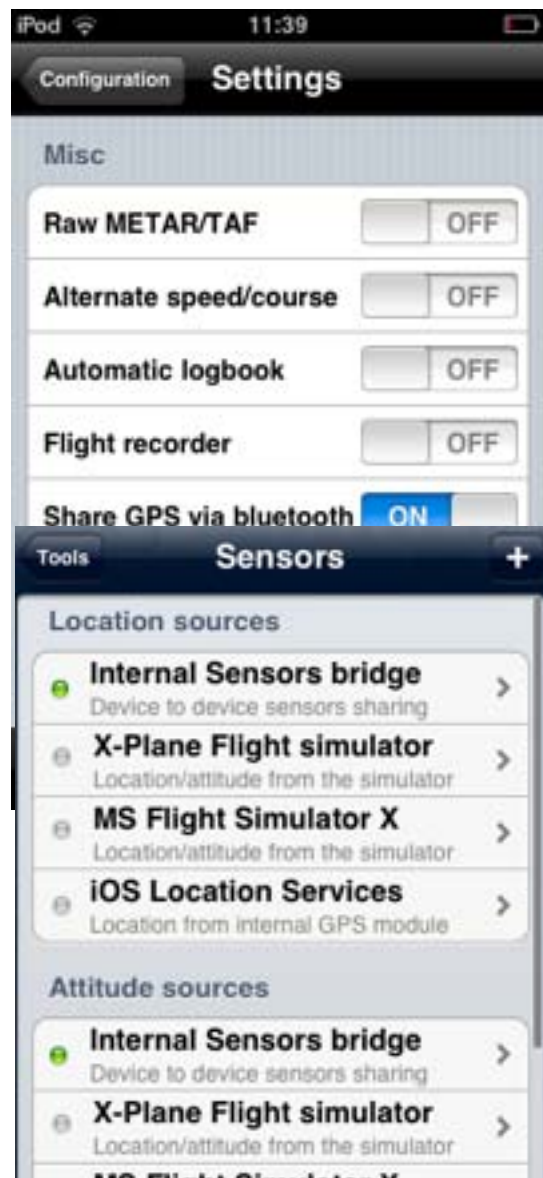 iPod 11:39
Configuration Settings
Misc
Raw METAR/TAF OFF
Alternate speed/course OFF
Automatic logbook OFF
Flight recorder OFF
Share GPS via bluetooth ON
Tools Sensors +
Location sources
Internal Sensors bridge
Device to device sensors sharing
X-Plane Flight simulator
Location/attitude from the simulator
MS Flight Simulator X
Location/attitude from the simulator
iOS Location Services
Location from internal GPS module
Attitude sources
Internal Sensors bridge
Device to device sensors sharing
X-Plane Flight simulator
Location/attitude from the simulator
MS Flight Simulator X